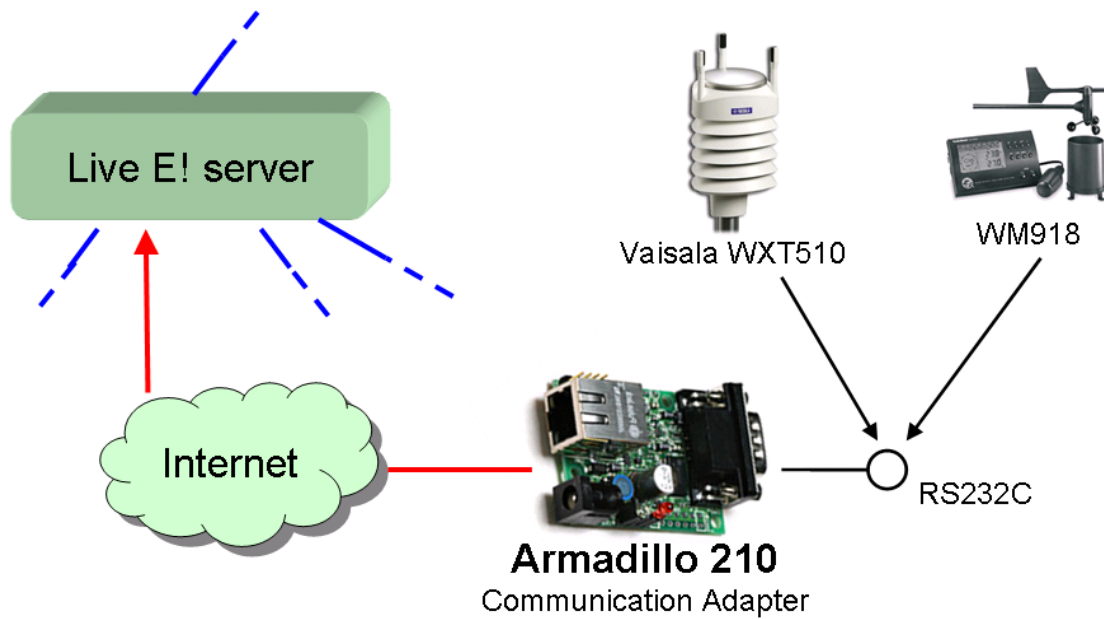 Live E! server
Vaisala WXT510
WM918
Internet
RS232C
Armadillo 210
Communication Adapter